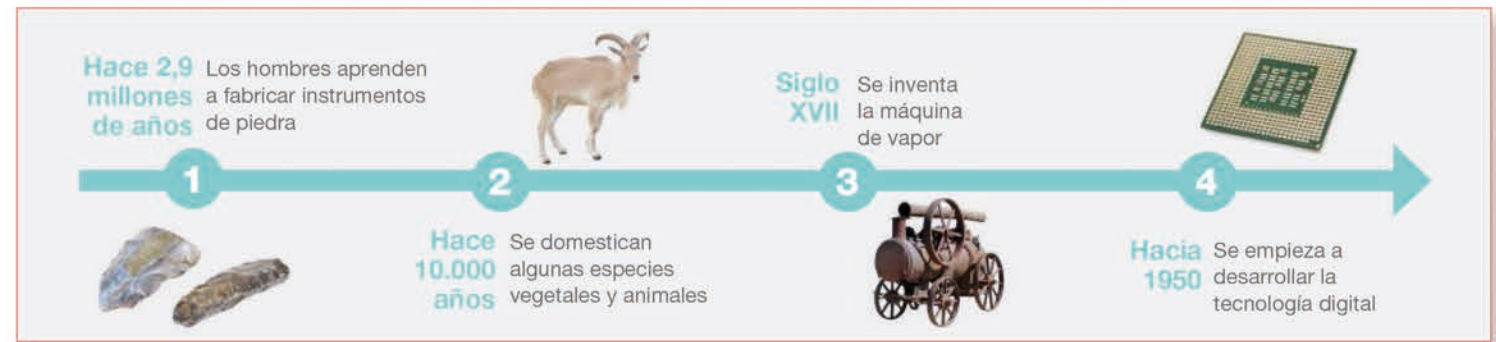 Hace 2,9
millones
de años
Los hombres aprenden
a fabricar instrumentos
de piedra
1
2
Hace
10.000
años
Se domestican
algunas especies
vegetales y animales
Siglo
XVII
Se inventa
la máquina
de vapor
3
4
Hacia
1950
Se empieza a
desarrollar la
tecnología digital